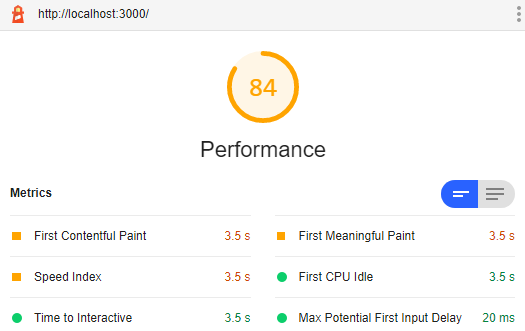 http://localhost:3000/
84
Performance
Metrics
First Contentful Paint 3.5 s
First Meaningful Paint 3.5 s
Speed Index 3.5 s
First CPU Idle 3.5 s
Time to Interactive 3.5 s
Max Potential First Input Delay 20 ms